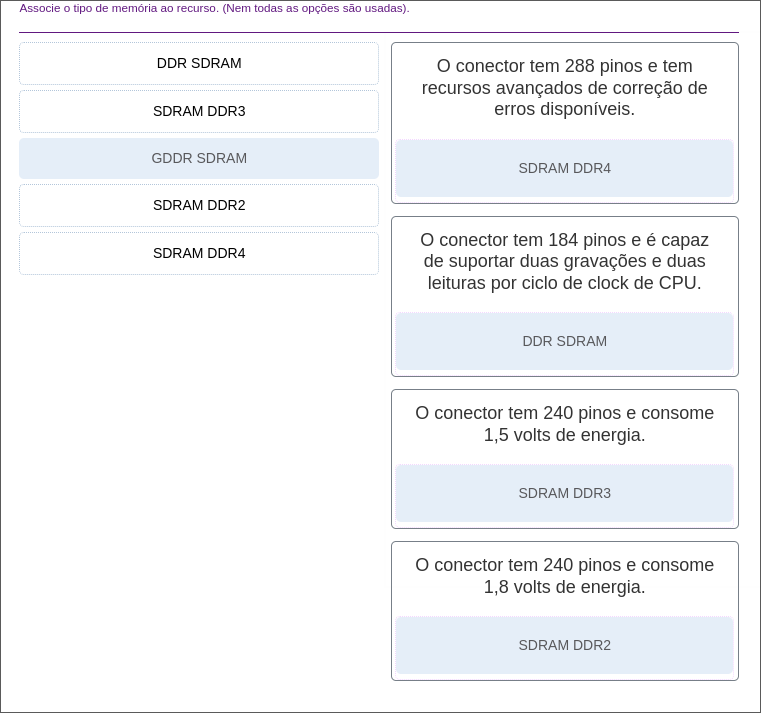 Associe o tipo de memória ao recurso. (Nem todas as opções são usadas).
DDR SDRAM
SDRAM DDR3
GDDR SDRAM
SDRAM DDR2
SDRAM DDR4
O conector tem 288 pinos e tem
recursos avançados de correção de
erros disponíveis.
SDRAM DDR4
O conector tem 184 pinos e é capaz
de suportar duas gravações e duas
leituras por ciclo de clock de CPU.
DDR SDRAM
O conector tem 240 pinos e consome
1,5 volts de energia.
SDRAM DDR3
O conector tem 240 pinos e consome
1,8 volts de energia.
SDRAM DDR2